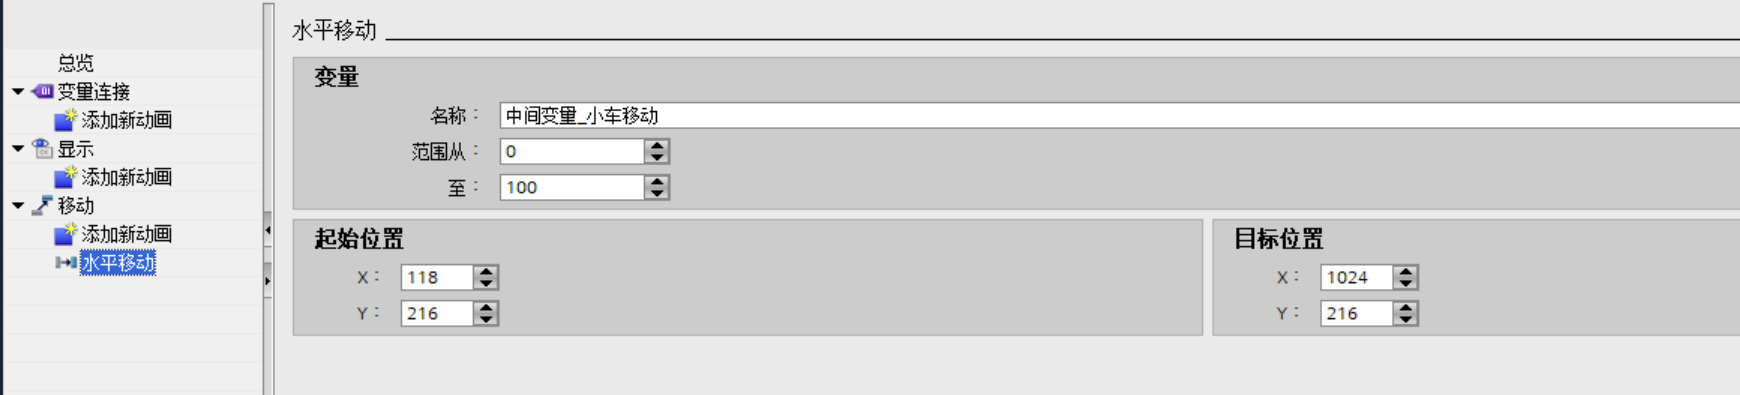 总览
变量连接
添加新动画
显示
添加新动画
移动
添加新动画
水平移动
水平移动
变量
名称：中间变量_小车移动
范围从：0
至：100
起始位置
X：118
Y：216
目标位置
X：1024
Y：216